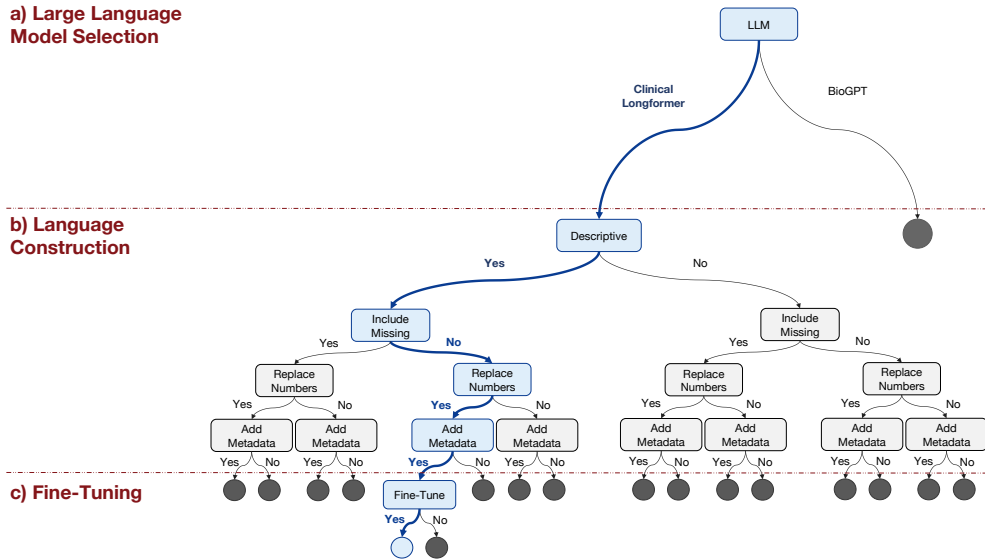 a) Large Language
Model Selection
LLM
Clinical
Longformer
BioGPT
b) Language
Construction
Descriptive
Yes
No
Include
Missing
Include
Missing
Yes
No
Yes
No
Replace
Numbers
Replace
Numbers
Replace
Numbers
Replace
Numbers
Yes
No
Yes
No
Yes
No
Yes
No
Add
Metadata
Add
Metadata
Add
Metadata
Add
Metadata
Add
Metadata
Add
Metadata
Add
Metadata
Add
Metadata
Yes
No
Yes
No
Yes
No
Yes
No
Yes
No
Yes
No
Yes
No
Yes
No
c) Fine-Tuning
Fine-Tune
Yes
No